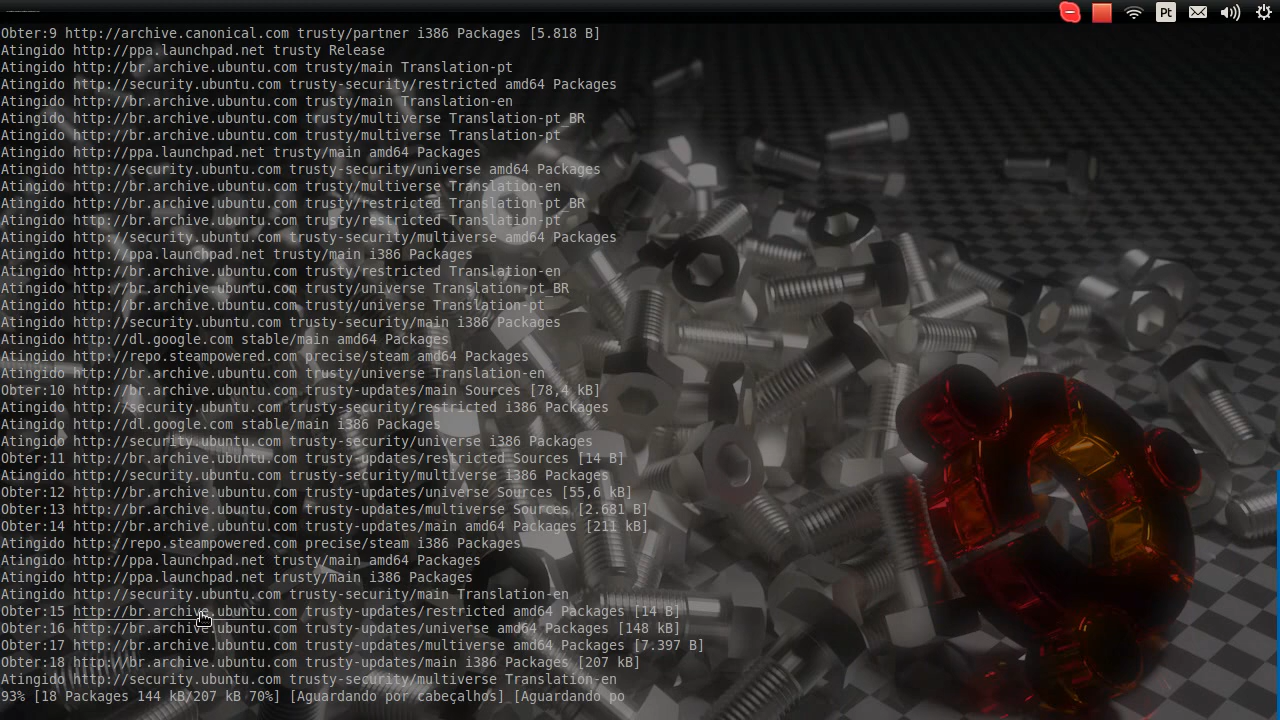 Pt
Obter:9 http://archive.canonical.com trusty/partner i386 Packages [5.818 B]
Atingido http://ppa.launchpad.net trusty Release
Atingido http://br.archive.ubuntu.com trusty/main Translation-pt
Atingido http://security.ubuntu.com trusty-security/restricted amd64 Packages
Atingido http://br.archive.ubuntu.com trusty/main Translation-en
Atingido http://br.archive.ubuntu.com trusty/multiverse Translation-pt_BR
Atingido http://br.archive.ubuntu.com trusty/multiverse Translation-pt
Atingido http://ppa.launchpad.net trusty/main amd64 Packages
Atingido http://security.ubuntu.com trusty-security/universe amd64 Packages
Atingido http://br.archive.ubuntu.com trusty/multiverse Translation-en
Atingido http://br.archive.ubuntu.com trusty/restricted Translation-pt_BR
Atingido http://br.archive.ubuntu.com trusty/restricted Translation-pt
Atingido http://security.ubuntu.com trusty-security/multiverse amd64 Packages
Atingido http://ppa.launchpad.net trusty/main i386 Packages
Atingido http://br.archive.ubuntu.com trusty/restricted Translation-en
Atingido http://br.archive.ubuntu.com trusty/universe Translation-pt_BR
Atingido http://br.archive.ubuntu.com trusty/universe Translation-pt
Atingido http://security.ubuntu.com trusty-security/main i386 Packages
Atingido http://dl.google.com stable/main amd64 Packages
Atingido http://repo.steampowered.com precise/steam amd64 Packages
Atingido http://br.archive.ubuntu.com trusty/universe Translation-en
Obter:10 http://br.archive.ubuntu.com trusty-updates/main Sources [78,4 kB]
Atingido http://security.ubuntu.com trusty-security/restricted i386 Packages
Atingido http://dl.google.com stable/main i386 Packages
Atingido http://security.ubuntu.com trusty-security/universe i386 Packages
Obter:11 http://br.archive.ubuntu.com trusty-updates/restricted Sources [14 B]
Atingido http://security.ubuntu.com trusty-security/multiverse i386 Packages
Obter:12 http://br.archive.ubuntu.com trusty-updates/universe Sources [55,6 kB]
Obter:13 http://br.archive.ubuntu.com trusty-updates/multiverse Sources [2.681 B]
Obter:14 http://br.archive.ubuntu.com trusty-updates/main amd64 Packages [211 kB]
Atingido http://repo.steampowered.com precise/steam i386 Packages
Atingido http://ppa.launchpad.net trusty/main amd64 Packages
Atingido http://ppa.launchpad.net trusty/main i386 Packages
Atingido http://security.ubuntu.com trusty-security/main Translation-en
Obter:15 http://br.archive.ubuntu.com trusty-updates/restricted amd64 Packages [14 B]
Obter:16 http://br.archive.ubuntu.com trusty-updates/universe amd64 Packages [148 kB]
Obter:17 http://br.archive.ubuntu.com trusty-updates/multiverse amd64 Packages [7.397 B]
Obter:18 http://br.archive.ubuntu.com trusty-updates/main i386 Packages [207 kB]
Atingido http://security.ubuntu.com trusty-security/multiverse Translation-en
93% [18 Packages 144 kB/207 kB 70%] [Aguardando por cabeçalhos] [Aguardando po